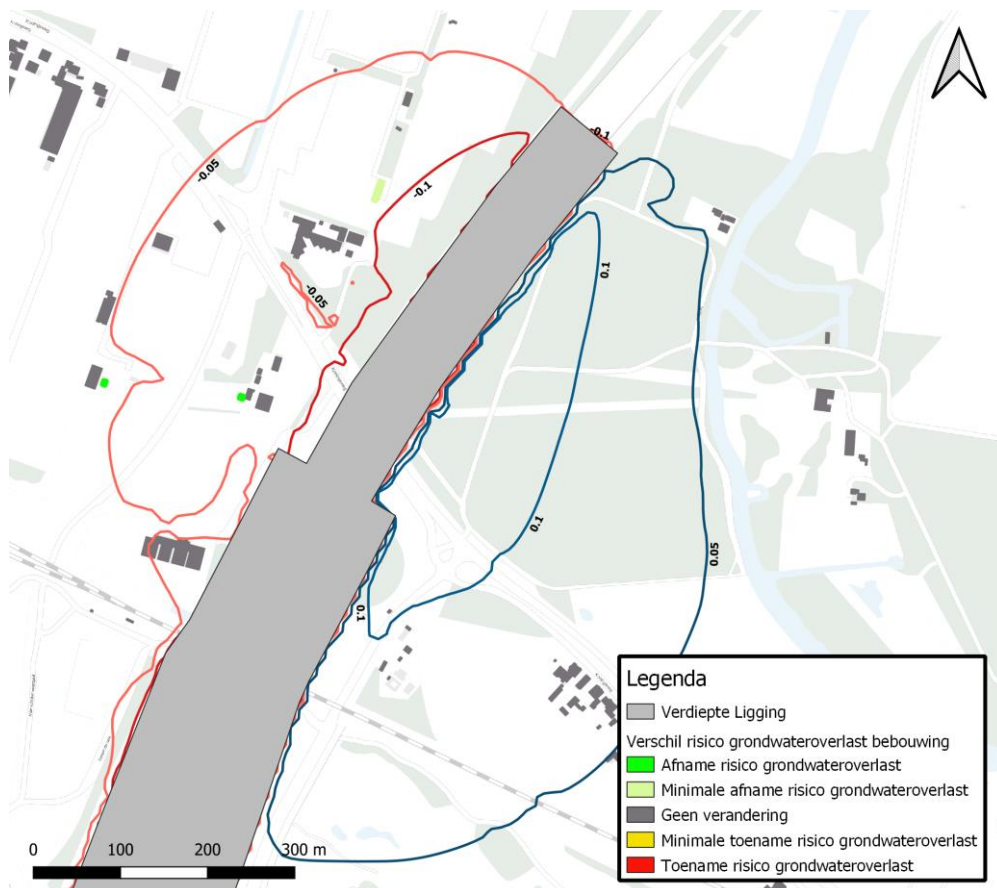 -0.1
-0.05
-0.1
0.1
-0.05
0.1
0.05
0.1
Legenda
Verdiepte Ligging
Verschil risico grondwateroverlast bebouwing
Afname risico grondwateroverlast
Minimale afname risico grondwateroverlast
Geen verandering
Minimale toename risico grondwateroverlast
Toename risico grondwateroverlast
0 100 200 300 m